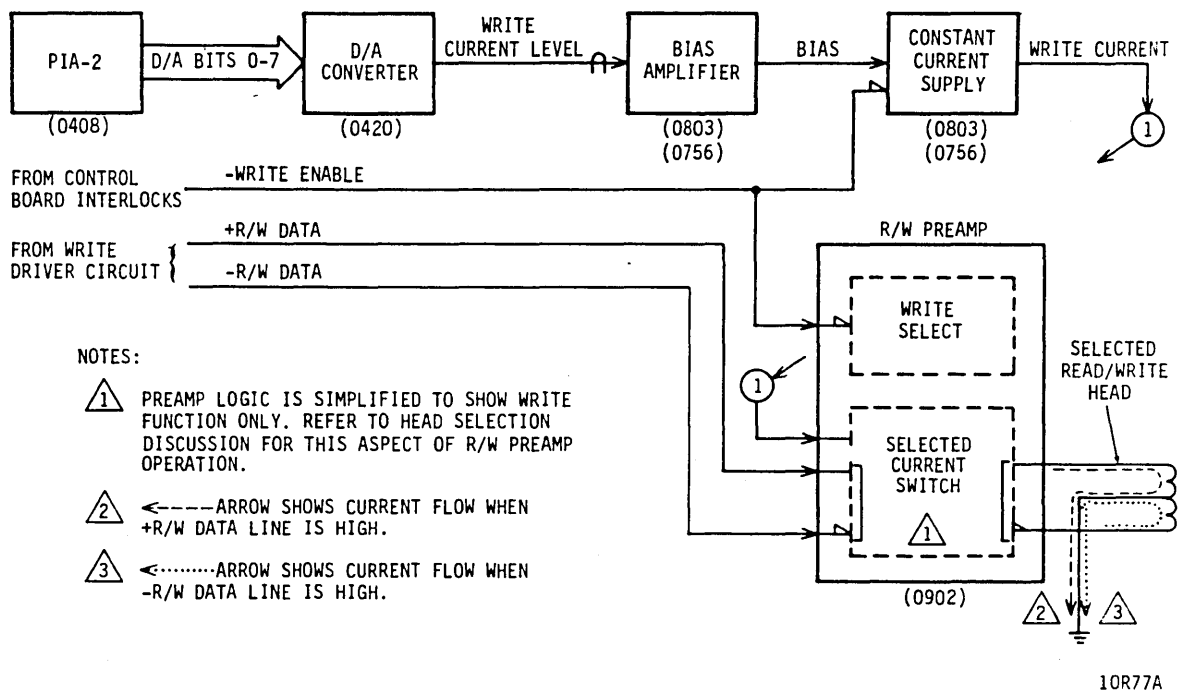 PIA-2
D/A BITS 0-7
(0408)
D/A
CONVERTER
(0420)
WRITE
CURRENT LEVEL
BIAS
AMPLIFIER
(0803)
(0756)
BIAS
CONSTANT
CURRENT
SUPPLY
(0803)
(0756)
WRITE CURRENT
1
FROM CONTROL
BOARD INTERLOCKS
-WRITE ENABLE
FROM WRITE
DRIVER CIRCUIT {
+R/W DATA
-R/W DATA
R/W PREAMP
WRITE
SELECT
1
SELECTED
CURRENT
SWITCH
1
(0902)
SELECTED
READ/WRITE
HEAD
2
3
NOTES:
1 PREAMP LOGIC IS SIMPLIFIED TO SHOW WRITE
FUNCTION ONLY. REFER TO HEAD SELECTION
DISCUSSION FOR THIS ASPECT OF R/W PREAMP
OPERATION.
2 <----ARROW SHOWS CURRENT FLOW WHEN
+R/W DATA LINE IS HIGH.
3 <........ARROW SHOWS CURRENT FLOW WHEN
-R/W DATA LINE IS HIGH.
10R77A